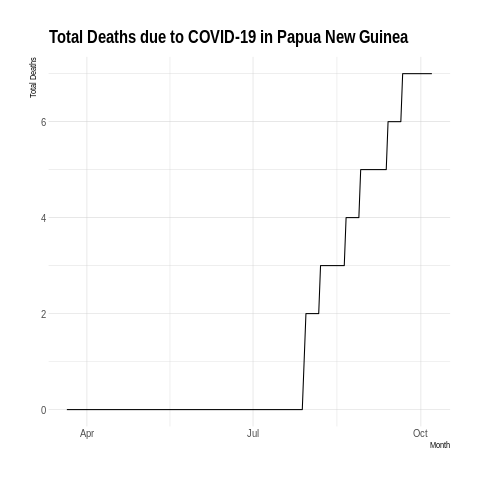 Total Deaths due to COVID-19 in Papua New Guinea
Total Deaths
6
4
2
0
Apr Jul Oct
Month